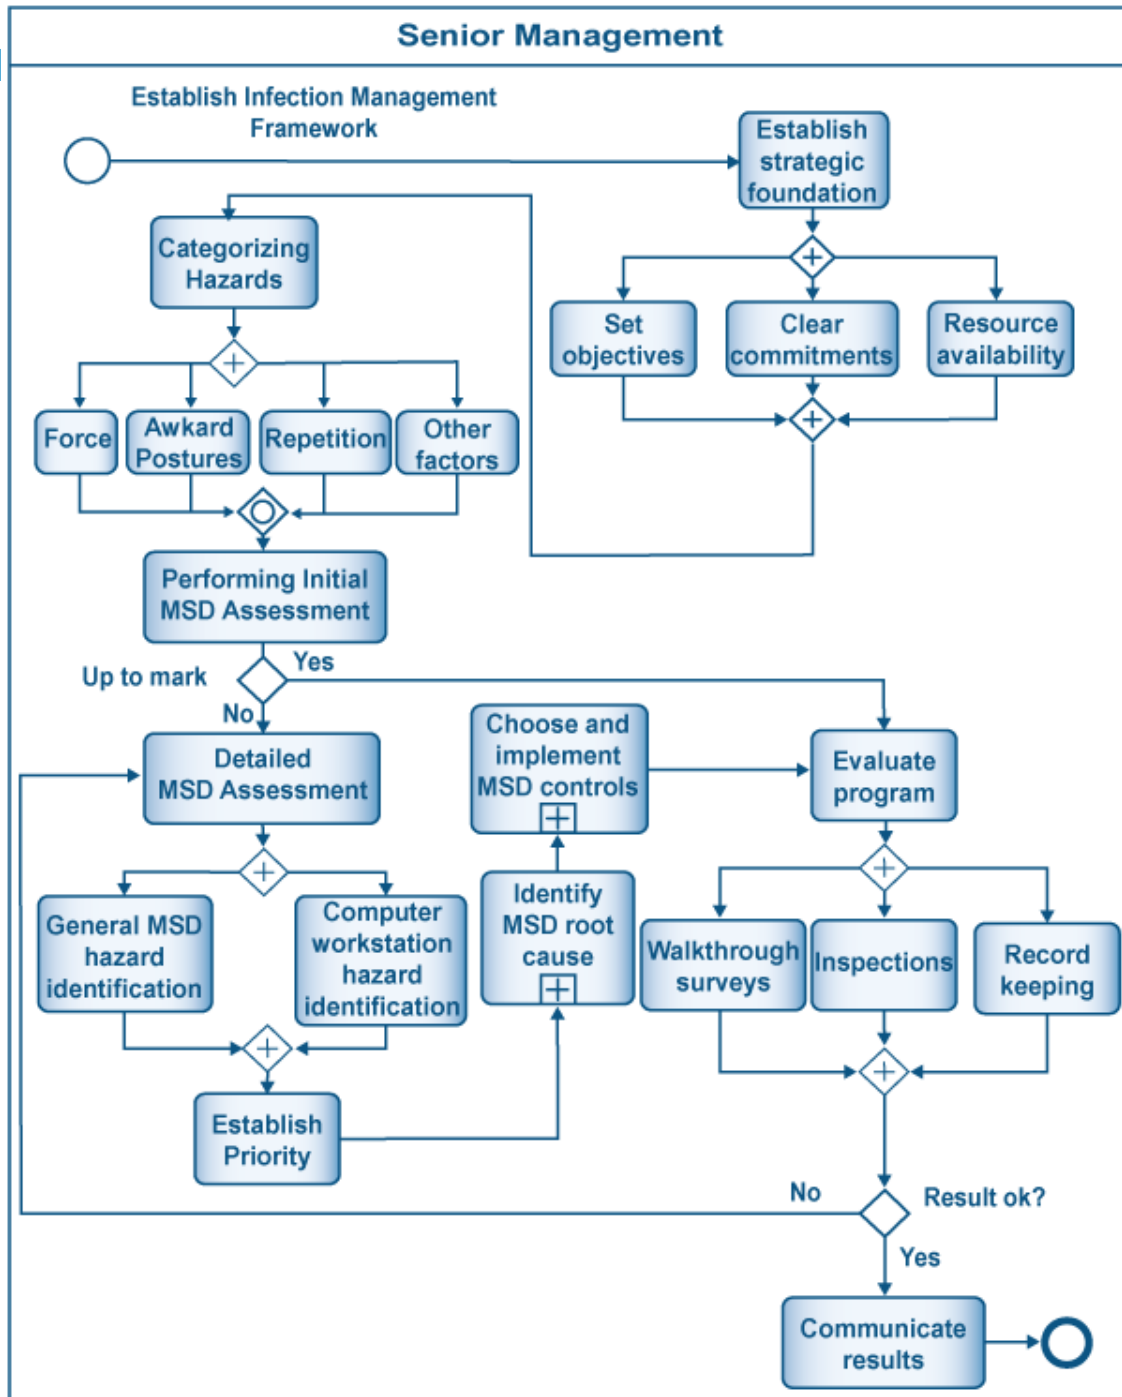 Senior Management
Establish Infection Management
Framework
Establish
strategic
foundation
Set
objectives
Clear
commitments
Resource
availability
Categorizing
Hazards
Force
Awkard
Postures
Repetition
Other
factors
Performing Initial
MSD Assessment
Up to mark
Yes
No
Detailed
MSD Assessment
General MSD
hazard
identification
Computer
workstation
hazard
identification
Establish
Priority
Identify
MSD root
cause
Choose and
implement
MSD controls
Evaluate
program
Walkthrough
surveys
Inspections
Record
keeping
No
Result ok?
Yes
Communicate
results